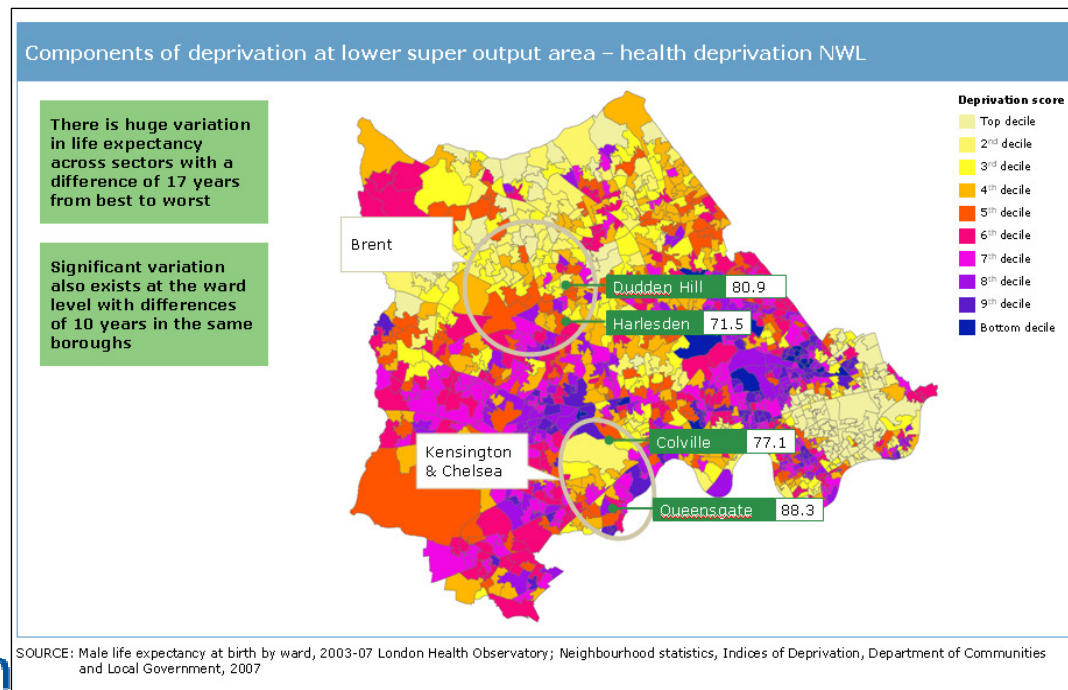 Components of deprivation at lower super output area – health deprivation NWL
There is huge variation
in life expectancy
across sectors with a
difference of 17 years
from best to worst
Significant variation
also exists at the ward
level with differences
of 10 years in the same
boroughs
Brent
Dudden Hill 80.9
Harlesden 71.5
Kensington
& Chelsea
Colville 77.1
Queensgate 88.3
Deprivation score
Top decile
2nd decile
3rd decile
4th decile
5th decile
6th decile
7th decile
8th decile
9th decile
Bottom decile
SOURCE: Male life expectancy at birth by ward, 2003-07 London Health Observatory; Neighbourhood statistics, Indices of Deprivation, Department of Communities
and Local Government, 2007